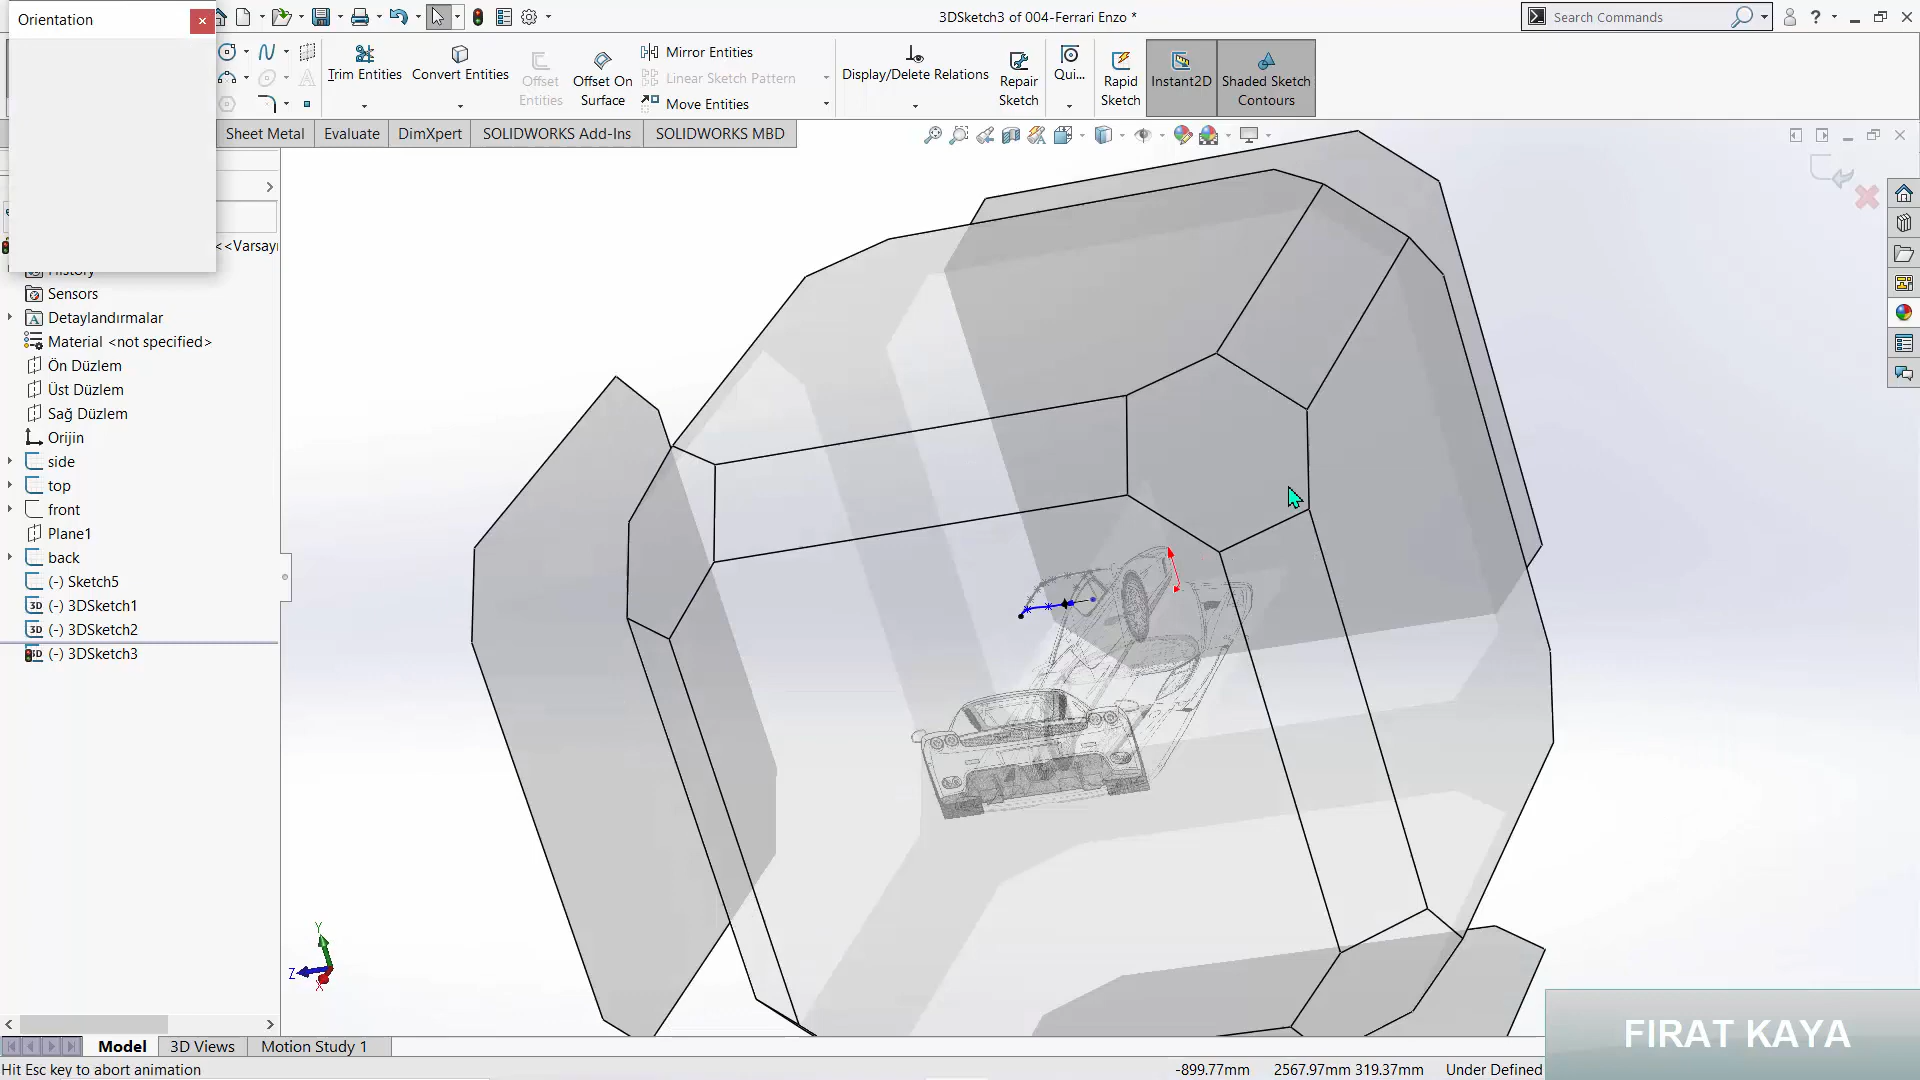 Orientation
3DSketch3 of 004-Ferrari Enzo *
Search Commands
Trim Entities
Convert Entities
Offset Entities
Offset On Surface
Mirror Entities
Linear Sketch Pattern
Move Entities
Display/Delete Relations
Repair Sketch
Qui...
Rapid Sketch
Instant2D
Shaded Sketch Contours
Sheet Metal
Evaluate
DimXpert
SOLIDWORKS Add-Ins
SOLIDWORKS MBD
<<Varsayı
History
Sensors
Detaylandırmalar
Material <not specified>
Ön Düzlem
Üst Düzlem
Sağ Düzlem
Orijin
side
top
front
Plane1
back
(-) Sketch5
3D (-) 3DSketch1
3D (-) 3DSketch2
(-) 3DSketch3
Y
Z
X
FIRAT KAYA
Model
3D Views
Motion Study 1
Hit Esc key to abort animation
-899.77mm
2567.97mm 319.37mm
Under Defined